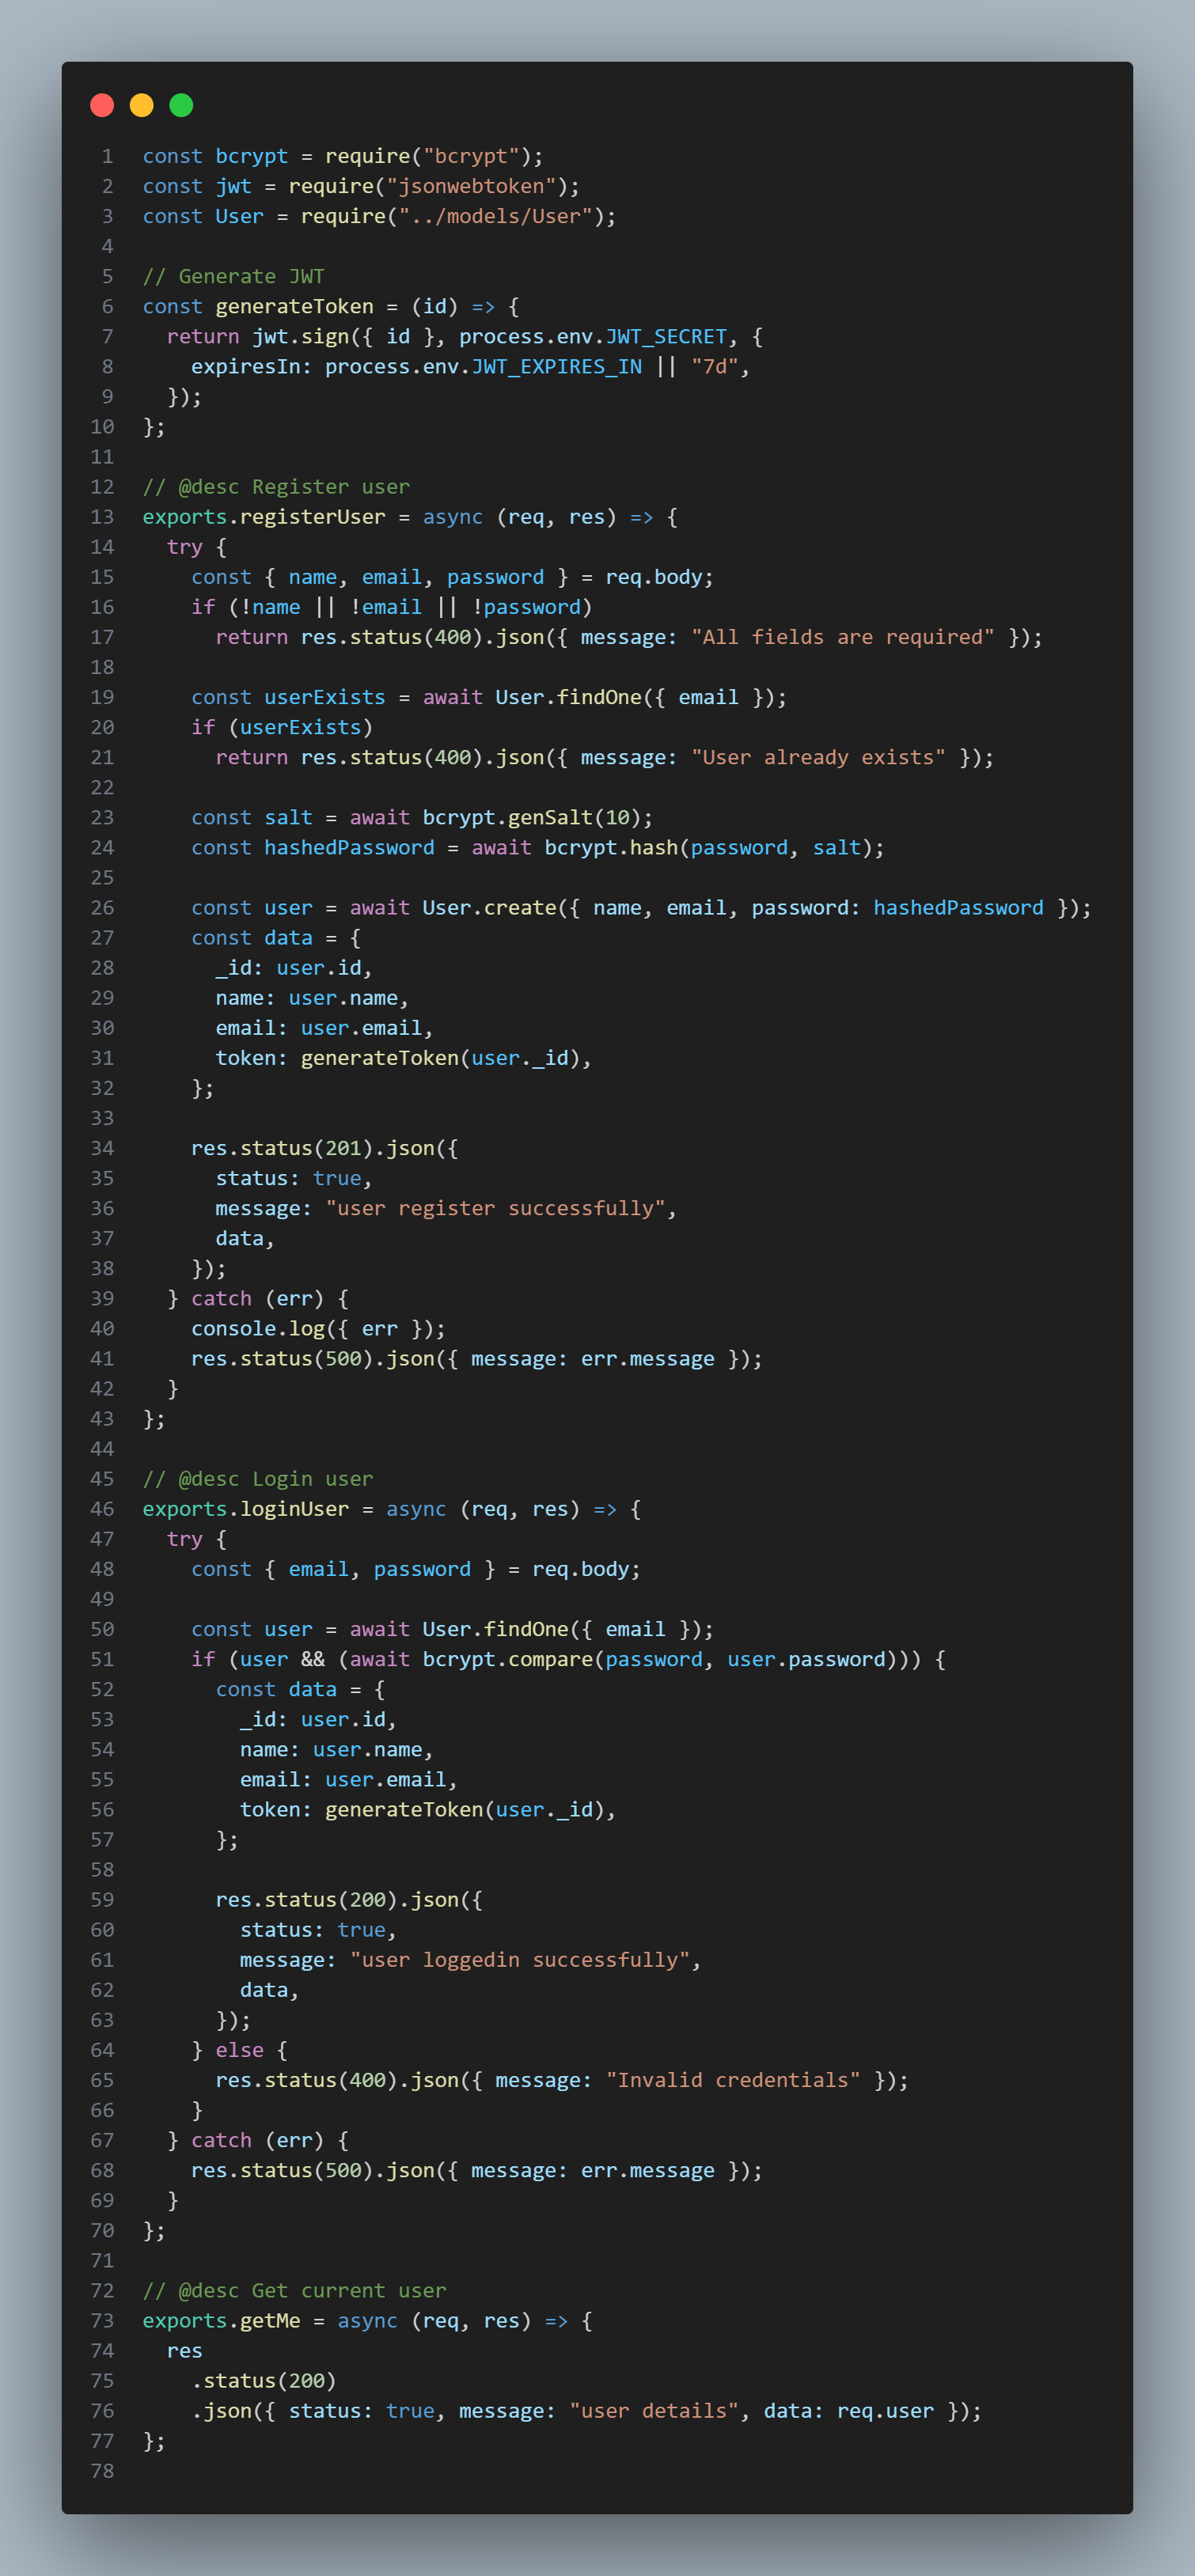 1 const bcrypt = require("bcrypt");
2 const jwt = require("jsonwebtoken");
3 const User = require("../models/User");
4
5 // Generate JWT
6 const generateToken = (id) => {
7   return jwt.sign({ id }, process.env.JWT_SECRET, {
8     expiresIn: process.env.JWT_EXPIRES_IN || "7d",
9   });
10 };
11
12 // @desc Register user
13 exports.registerUser = async (req, res) => {
14   try {
15     const { name, email, password } = req.body;
16     if (!name || !email || !password)
17       return res.status(400).json({ message: "All fields are required" });
18
19     const userExists = await User.findOne({ email });
20     if (userExists)
21       return res.status(400).json({ message: "User already exists" });
22
23     const salt = await bcrypt.genSalt(10);
24     const hashedPassword = await bcrypt.hash(password, salt);
25
26     const user = await User.create({ name, email, password: hashedPassword });
27     const data = {
28       _id: user.id,
29       name: user.name,
30       email: user.email,
31       token: generateToken(user._id),
32     };
33
34     res.status(201).json({
35       status: true,
36       message: "user register successfully",
37       data,
38     });
39   } catch (err) {
40     console.log({ err });
41     res.status(500).json({ message: err.message });
42   }
43 };
44
45 // @desc Login user
46 exports.loginUser = async (req, res) => {
47   try {
48     const { email, password } = req.body;
49
50     const user = await User.findOne({ email });
51     if (user && (await bcrypt.compare(password, user.password))) {
52       const data = {
53         _id: user.id,
54         name: user.name,
55         email: user.email,
56         token: generateToken(user._id),
57       };
58
59       res.status(200).json({
60         status: true,
61         message: "user loggedin successfully",
62         data,
63       });
64     } else {
65       res.status(400).json({ message: "Invalid credentials" });
66     }
67   } catch (err) {
68     res.status(500).json({ message: err.message });
69   }
70 };
71
72 // @desc Get current user
73 exports.getMe = async (req, res) => {
74   res
75     .status(200)
76     .json({ status: true, message: "user details", data: req.user });
77 };
78